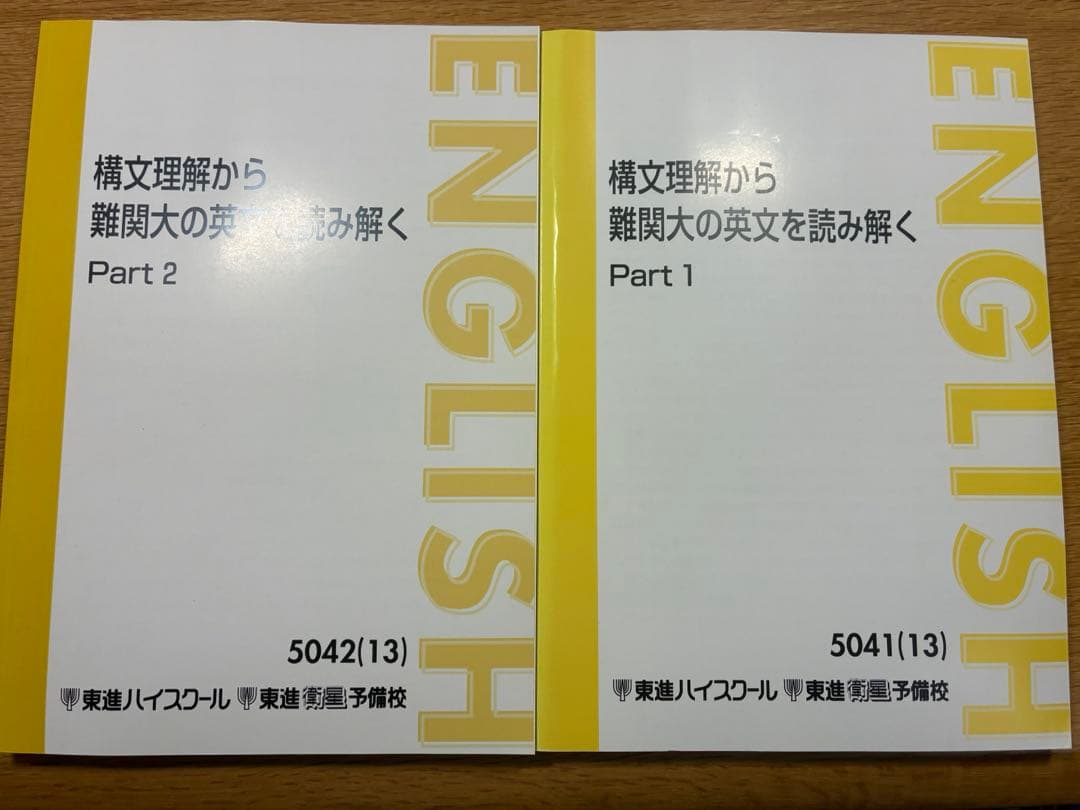 構文理解から
難関大の英文を読み解く
Part 2
ENGLISH
5042(13)
東進ハイスクール 東進衛星予備校
構文理解から
難関大の英文を読み解く
Part 1
ENGLISH
5041(13)
東進ハイスクール 東進衛星予備校